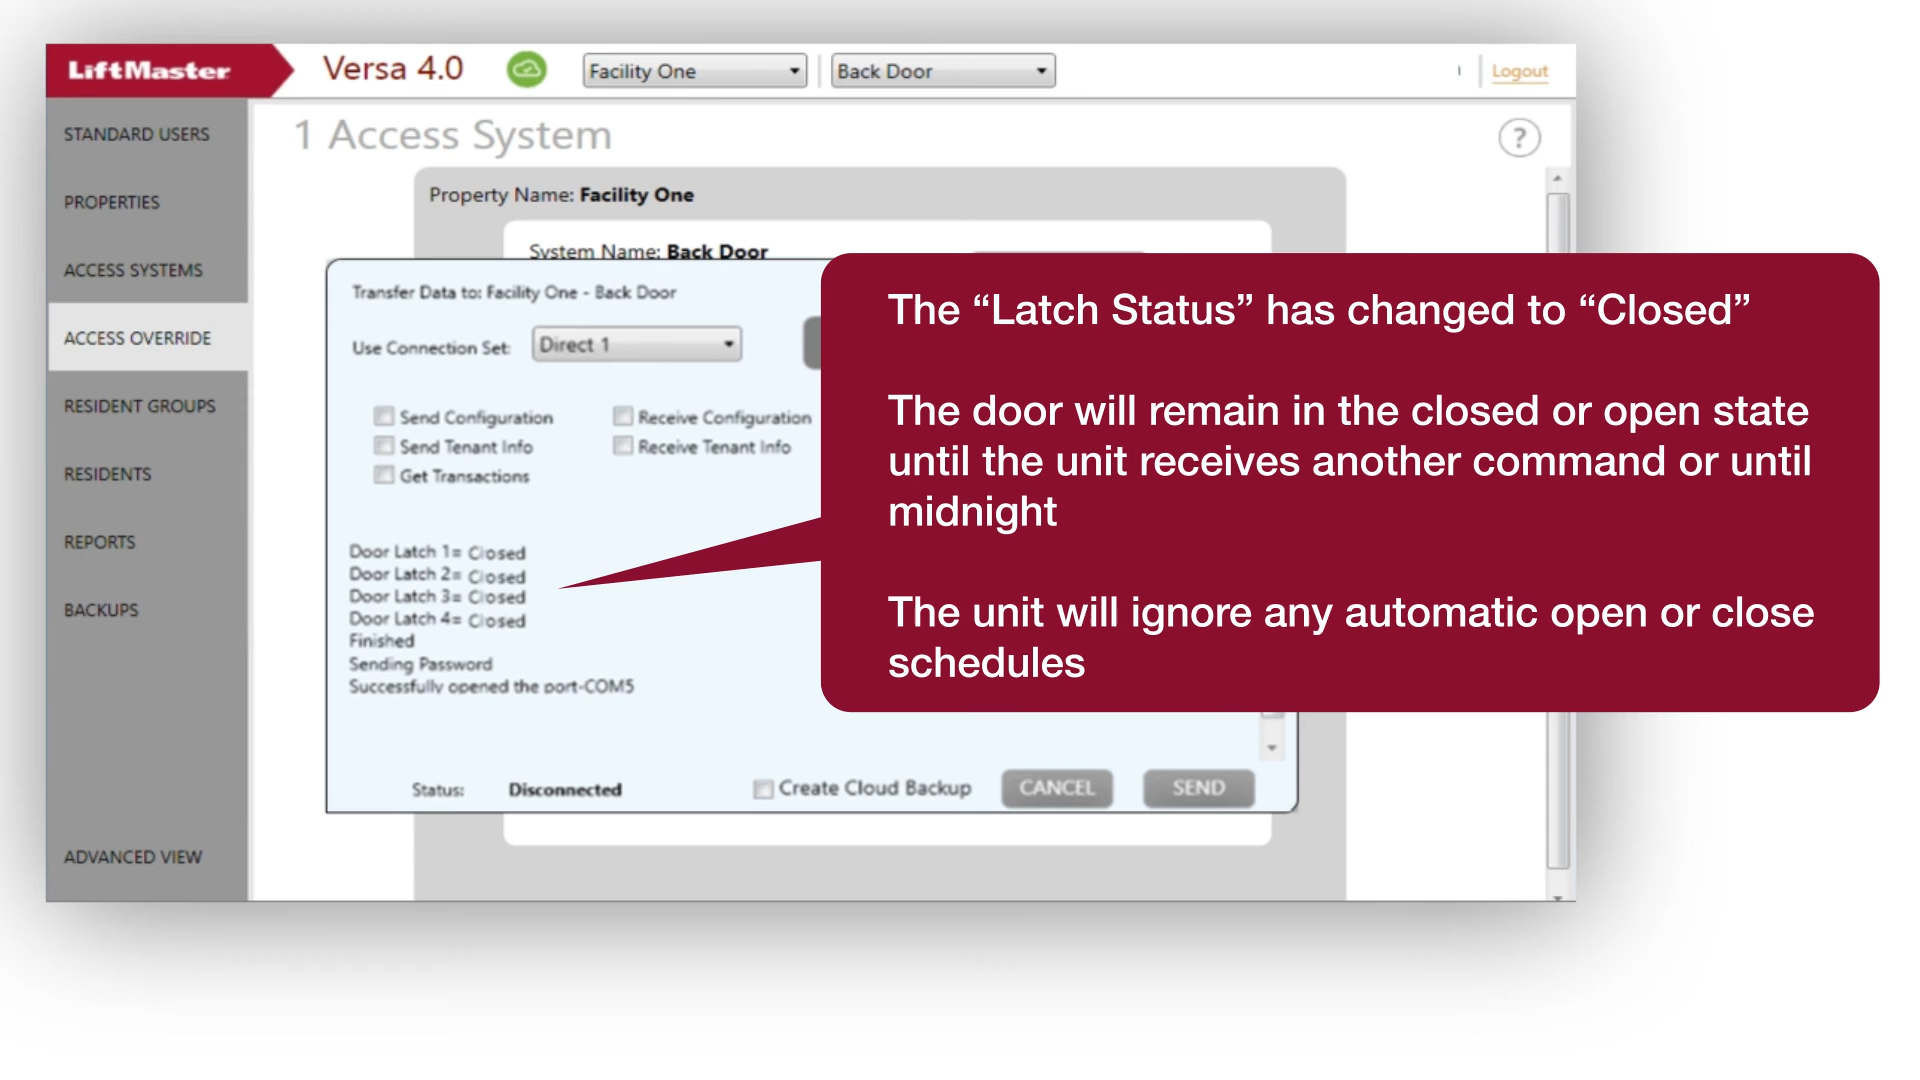 LiftMaster
Versa 4.0
Facility One
Back Door
Logout
STANDARD USERS
PROPERTIES
ACCESS SYSTEMS
ACCESS OVERRIDE
RESIDENT GROUPS
RESIDENTS
REPORTS
BACKUPS
ADVANCED VIEW
1 Access System
?
Property Name: Facility One
System Name: Back Door
Transfer Data to: Facility One - Back Door
Use Connection Set: Direct 1
Send Configuration Receive Configuration
Send Tenant Info Receive Tenant Info
Get Transactions
Door Latch 1= Closed
Door Latch 2= Closed
Door Latch 3= Closed
Door Latch 4= Closed
Finished
Sending Password
Successfully opened the port-COM5
Status: Disconnected
Create Cloud Backup
CANCEL
SEND
The “Latch Status” has changed to “Closed”
The door will remain in the closed or open state
until the unit receives another command or until
midnight
The unit will ignore any automatic open or close
schedules